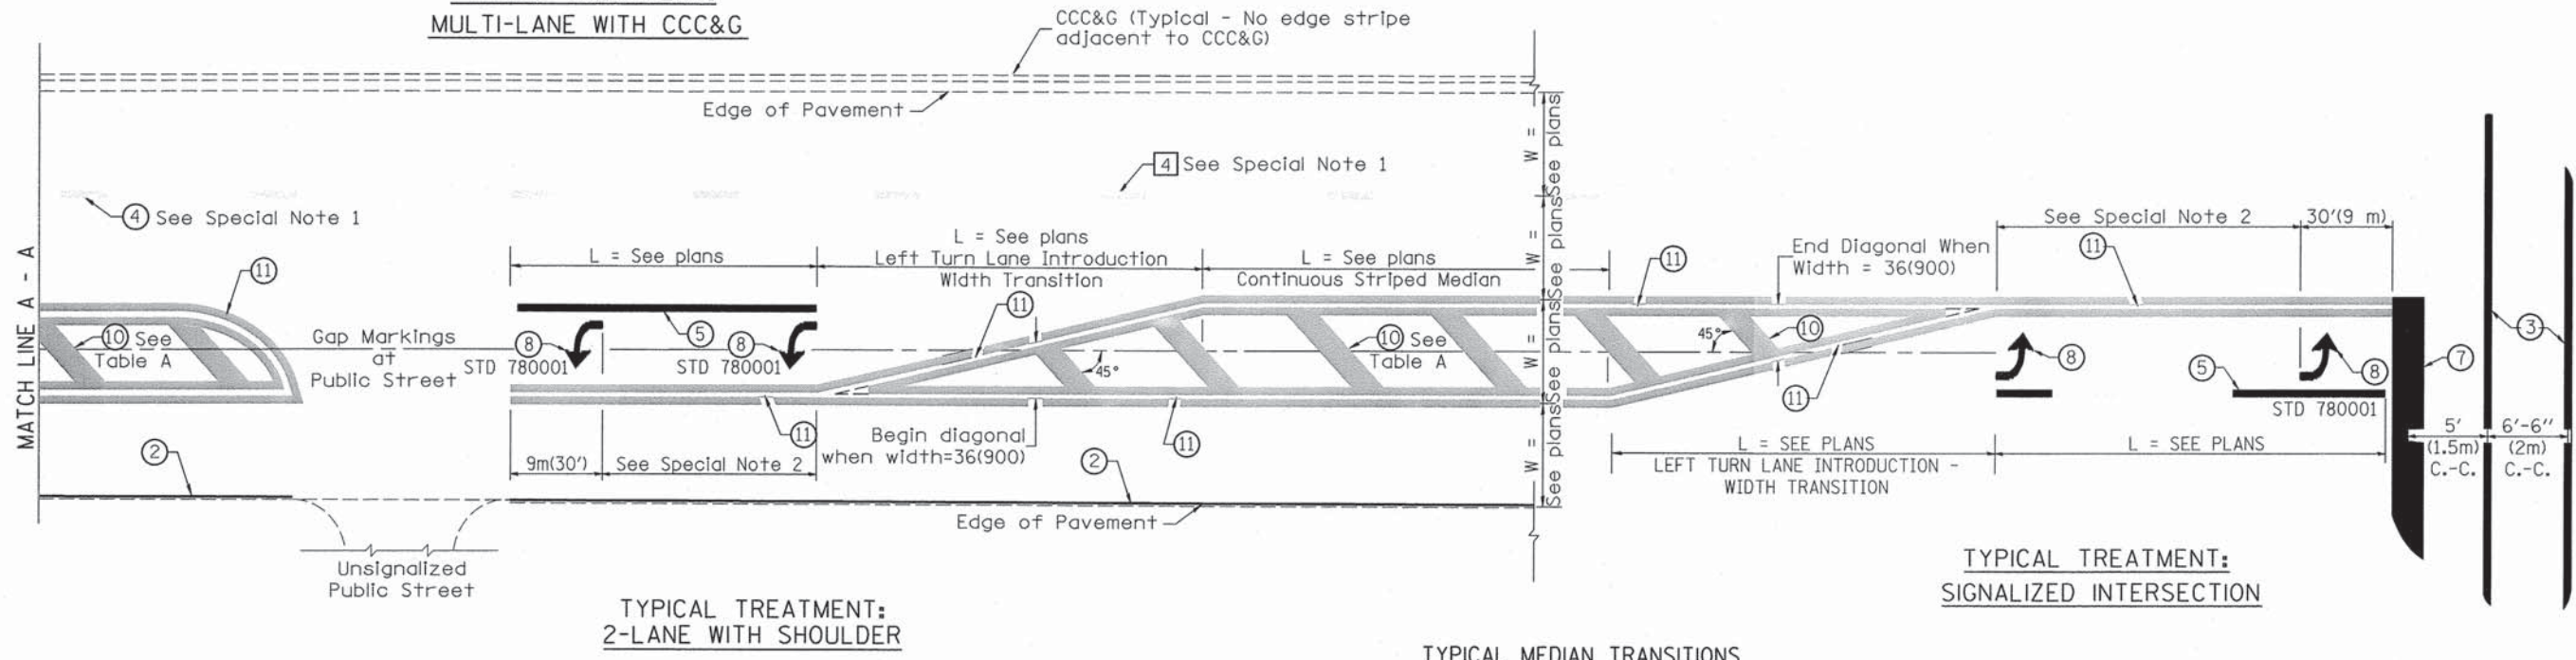 MULTI-LANE WITH CCC&G
CCC&G (Typical - No edge stripe
adjacent to CCC&G)
Edge of Pavement
4 See Special Note 1
4 See Special Note 1
MATCH LINE A - A
11
10 See
Table A
Gap Markings
at
Public Street
L = See plans
L = See plans
Left Turn Lane Introduction
Width Transition
L = See plans
Continuous Striped Median
11
5
8
STD 780001
8
STD 780001
45°
10 See
Table A
11
Begin diagonal
when width=36(900)
11
9m(30')
See Special Note 2
2
2
Edge of Pavement
Unsignalized
Public Street
TYPICAL TREATMENT:
2-LANE WITH SHOULDER
W =
See plans
W =
See plans
W =
See plans
W =
See plans
11
End Diagonal When
Width = 36(900)
See Special Note 2
30'(9 m)
11
45°
10
11
8
8
5
STD 780001
7
3
5'
(1.5m)
C.-C.
6'-6"
(2m)
C.-C.
L = SEE PLANS
LEFT TURN LANE INTRODUCTION -
WIDTH TRANSITION
L = SEE PLANS
TYPICAL TREATMENT:
SIGNALIZED INTERSECTION
TYPICAL MEDIAN TRANSITIONS